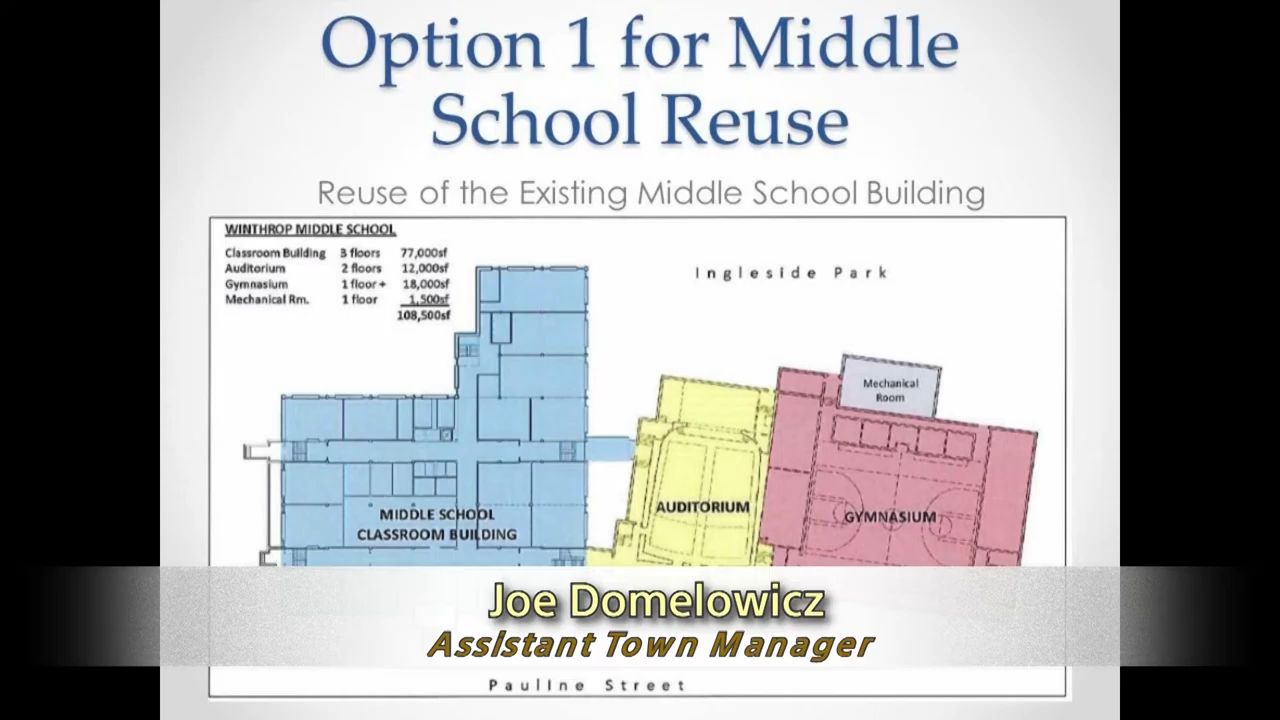 Option 1 for Middle
School Reuse
Reuse of the Existing Middle School Building
WINTHROP MIDDLE SCHOOL
Classroom Building 3 floors 77,000sf
Auditorium 2 floors 12,000sf
Gymnasium 1 floor + 18,000sf
Mechanical Rm. 1 floor 1,500sf
108,500sf
Ingleside Park
Mechanical
Room
AUDITORIUM
GYMNASIUM
MIDDLE SCHOOL
CLASSROOM BUILDING
Joe Domelowicz
Assistant Town Manager
Pauline Street